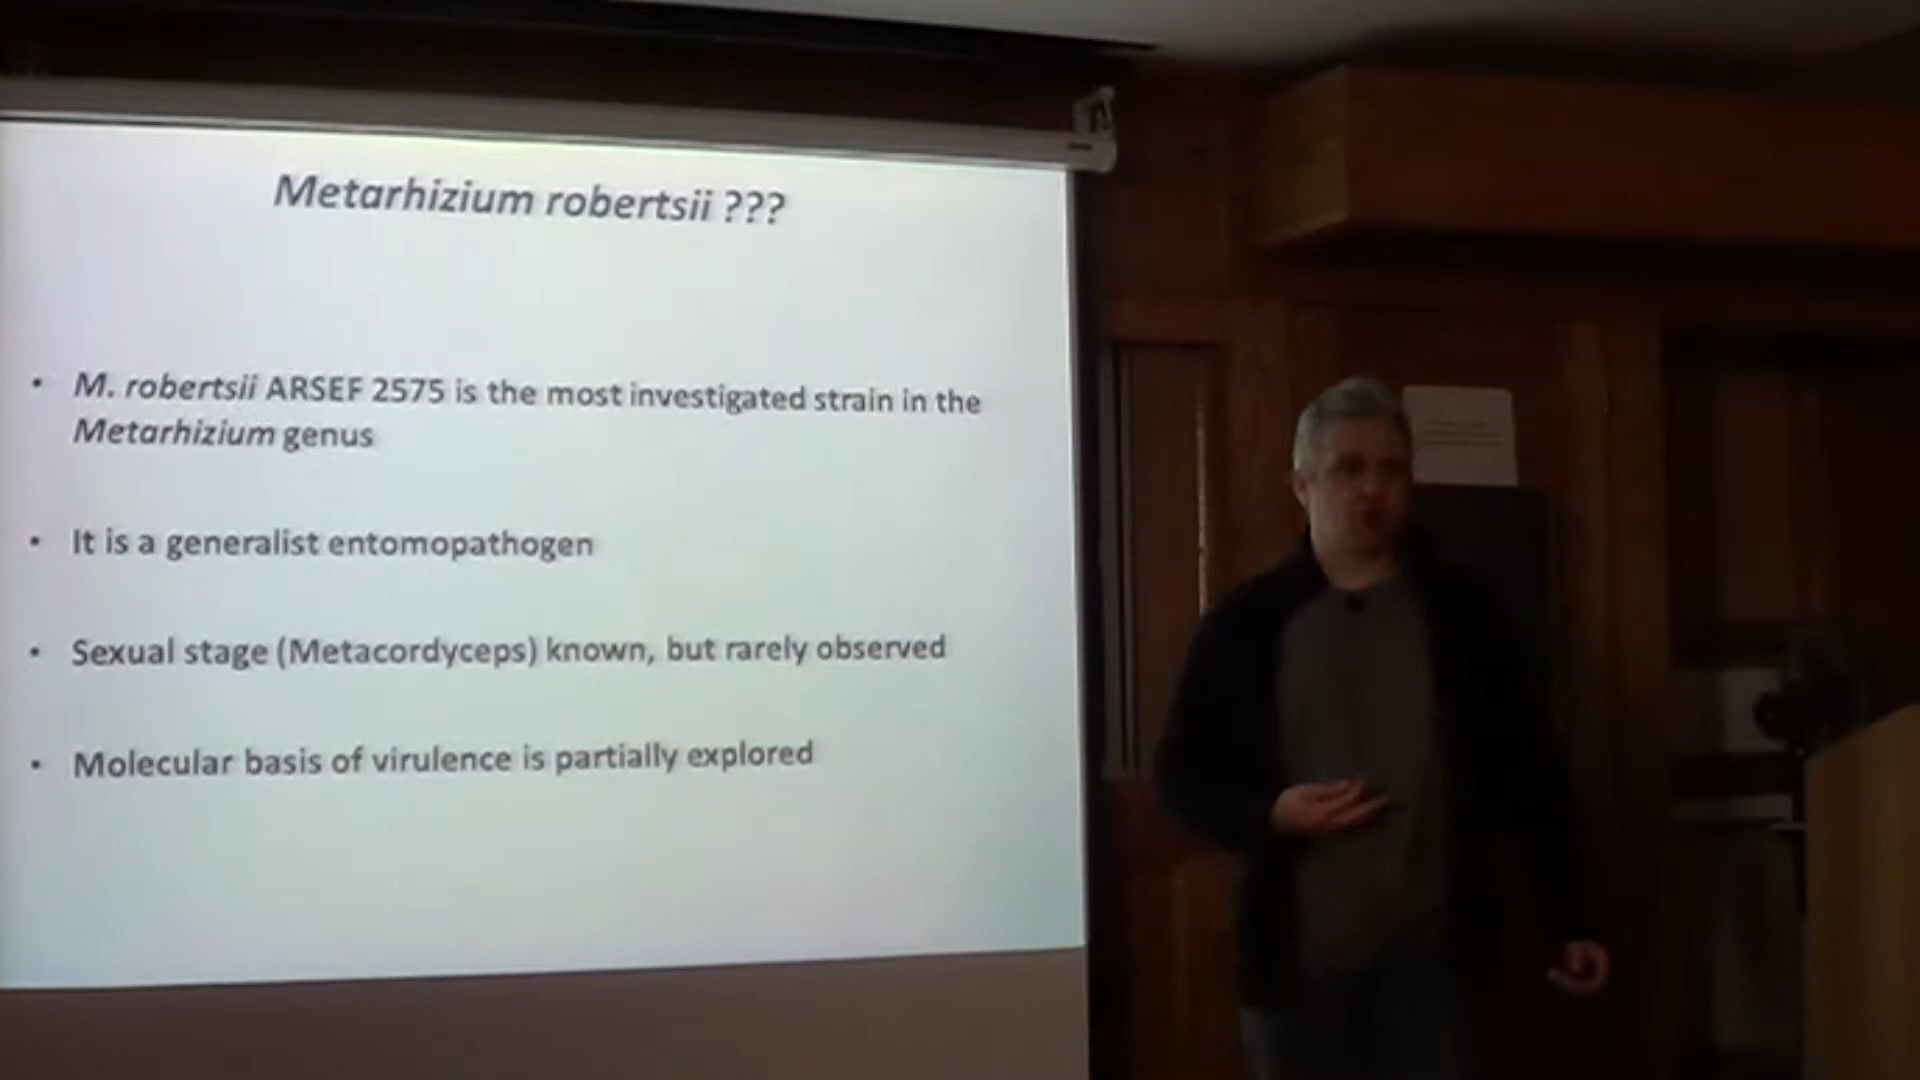 Metarhizium robertsii ???
• M. robertsii ARSEF 2575 is the most investigated strain in the
Metarhizium genus
• It is a generalist entomopathogen
• Sexual stage (Metacordyceps) known, but rarely observed
• Molecular basis of virulence is partially explored